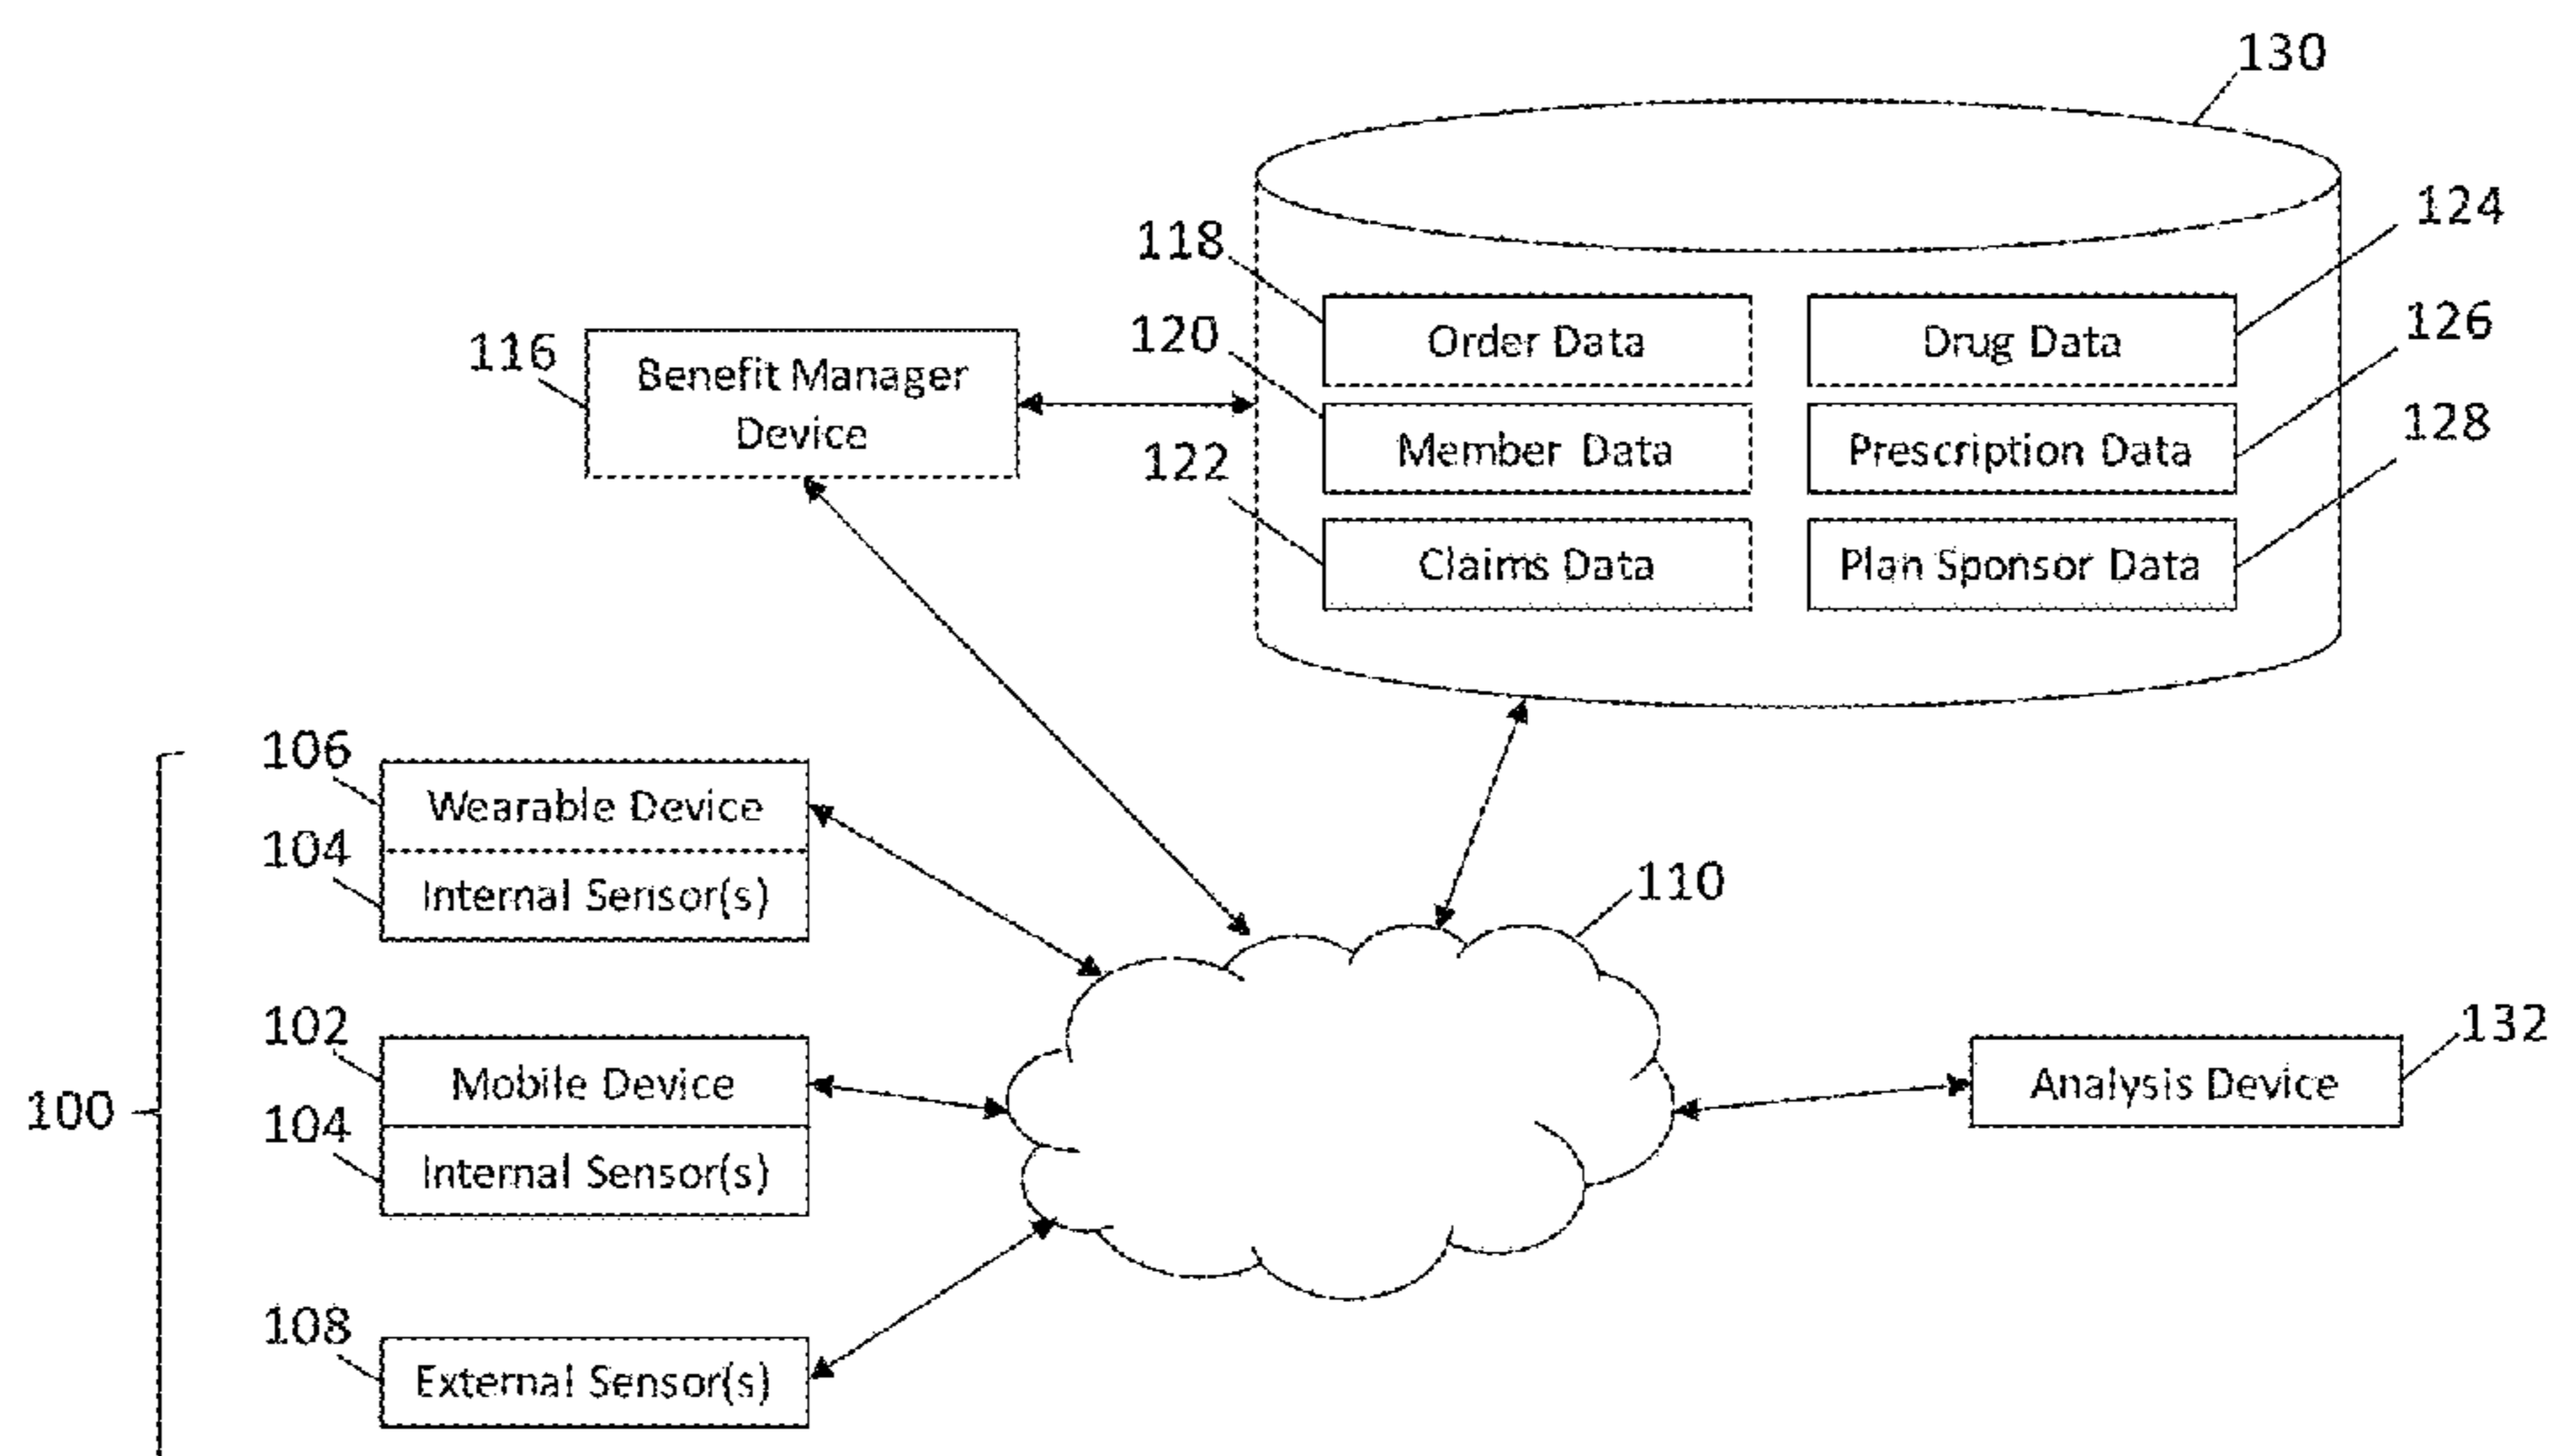 130
124
118
Order Data
Drug Data
126
120
116
Benefit Manager
Device
Member Data
Prescription Data
128
122
Claims Data
Plan Sponsor Data
106
Wearable Device
104
Internal Sensor(s)
110
102
Mobile Device
132
Analysis Device
100
104
Internal Sensor(s)
108
External Sensor(s)